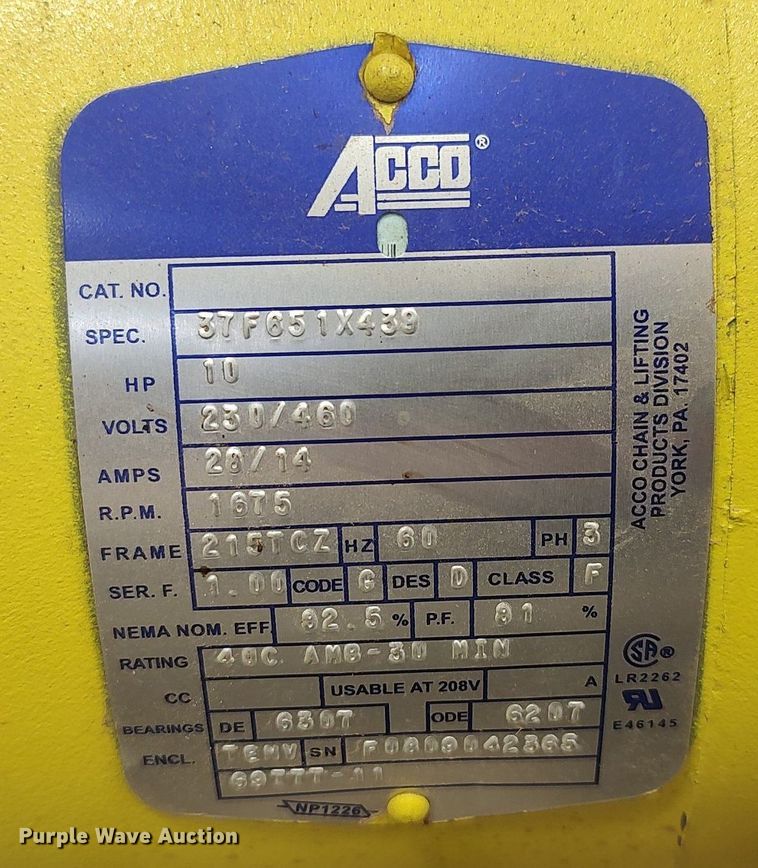 ACCO®
CAT. NO.
SPEC. 37F651X439
HP 10
VOLTS 230/460
AMPS 28/14
R.P.M. 1675
FRAME 215TCZ HZ 60 PH 3
SER. F. 1.00 CODE G DES D CLASS F
NEMA NOM. EFF. 82.5 % P.F. 81 %
RATING 40C AMB-30 MIN
CC USABLE AT 208V A
BEARINGS DE 6307 ODE 6207
ENCL. TENV SN F0809042365
NP1226
ACCO CHAIN & LIFTING
PRODUCTS DIVISION
YORK, PA. 17402
SA®
LR2262
E46145
Purple Wave Auction